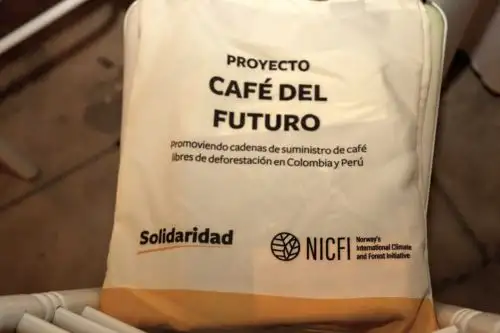 PROYECTO
CAFÉ DEL
FUTURO
Promoviendo cadenas de suministro de café
libres de deforestación en Colombia y Perú
Solidaridad
NICFI
Norway's
International Climate
and Forest Initiative